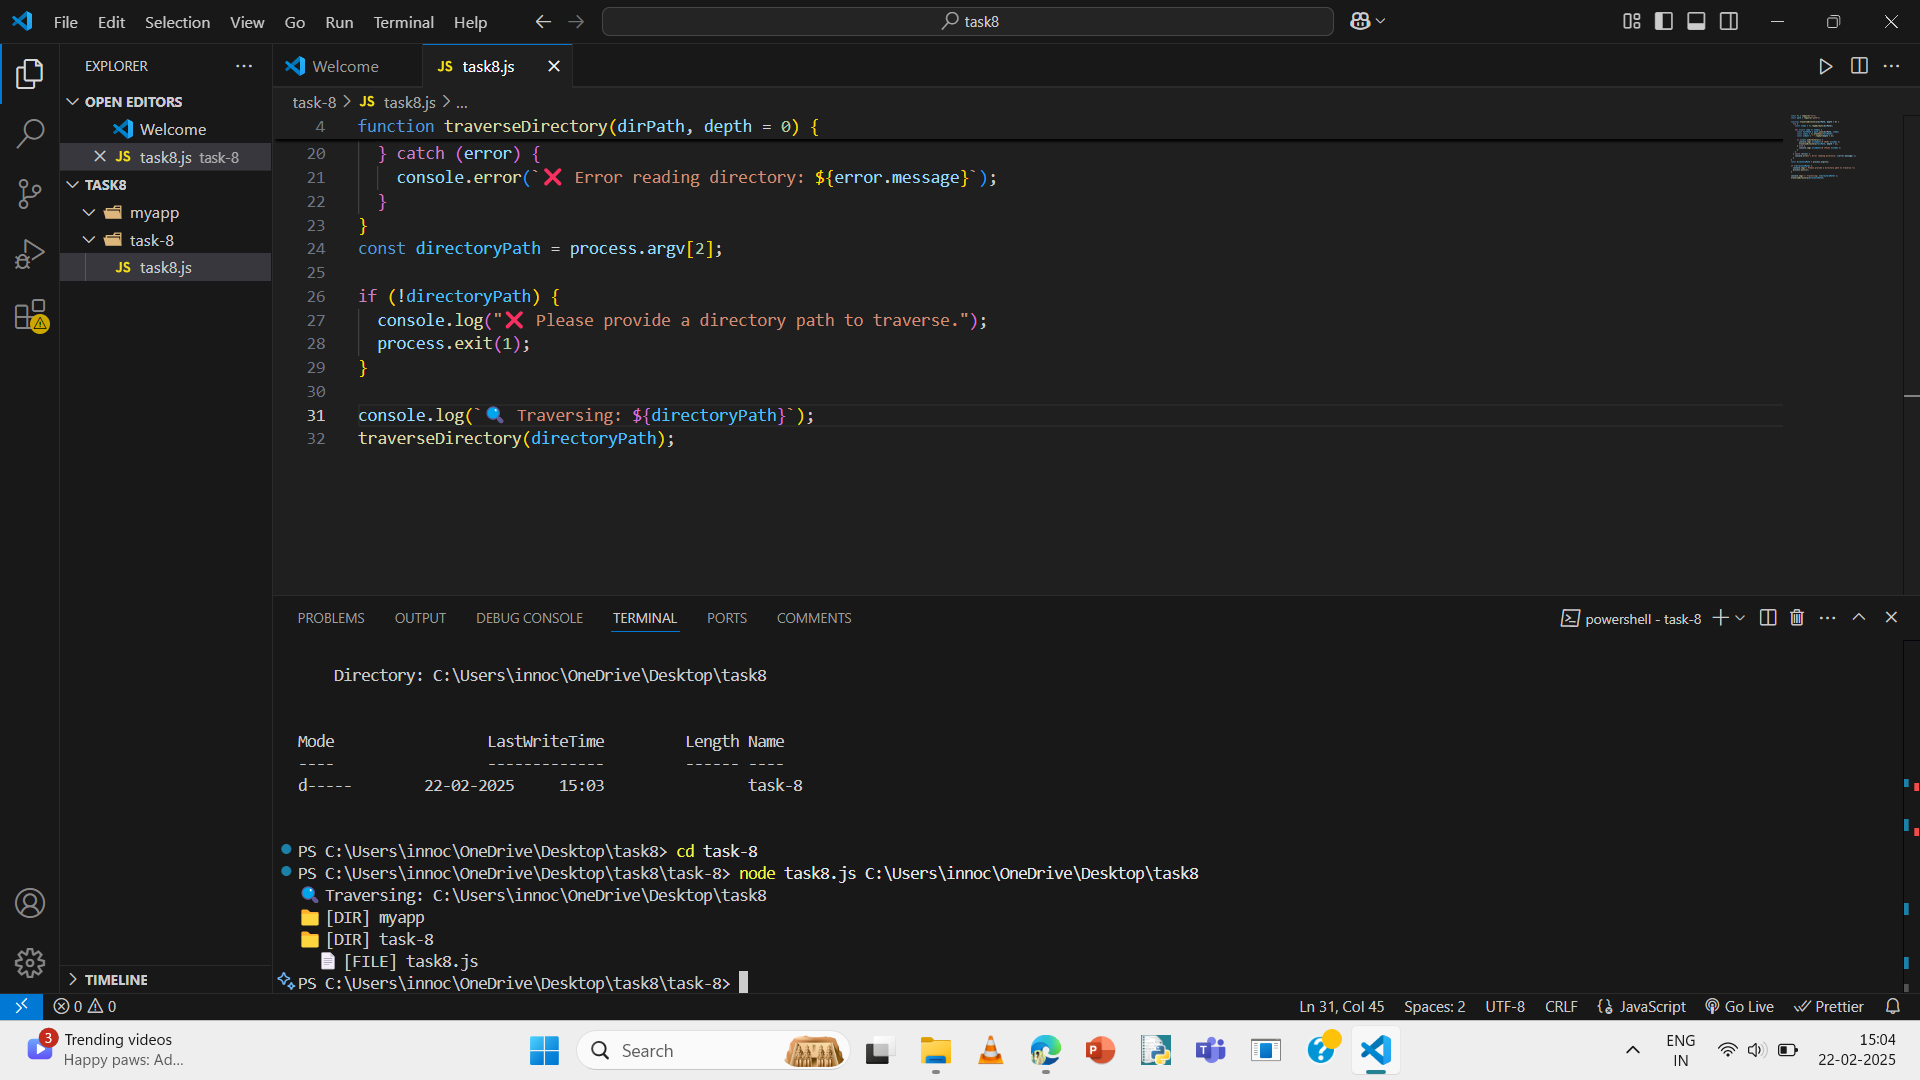 File Edit Selection View Go Run Terminal Help
task8
EXPLORER
OPEN EDITORS
Welcome
JS task8.js task-8
TASK8
myapp
task-8
JS task8.js
TIMELINE
Welcome
JS task8.js
task-8 > JS task8.js > ...
4 function traverseDirectory(dirPath, depth = 0) {
20 } catch (error) {
21 console.error(`❌ Error reading directory: ${error.message}`);
22 }
23 }
24 const directoryPath = process.argv[2];
25
26 if (!directoryPath) {
27 console.log("❌ Please provide a directory path to traverse.");
28 process.exit(1);
29 }
30
31 console.log(`🔍 Traversing: ${directoryPath}`);
32 traverseDirectory(directoryPath);
PROBLEMS OUTPUT DEBUG CONSOLE TERMINAL PORTS COMMENTS
powershell - task-8
Directory: C:\Users\innoc\OneDrive\Desktop\task8
Mode LastWriteTime Length Name
---- ------------- ------ ----
d----- 22-02-2025 15:03 task-8
PS C:\Users\innoc\OneDrive\Desktop\task8> cd task-8
PS C:\Users\innoc\OneDrive\Desktop\task8\task-8> node task8.js C:\Users\innoc\OneDrive\Desktop\task8
🔍 Traversing: C:\Users\innoc\OneDrive\Desktop\task8
📁 [DIR] myapp
📁 [DIR] task-8
📄 [FILE] task8.js
PS C:\Users\innoc\OneDrive\Desktop\task8\task-8>
0 0
Ln 31, Col 45 Spaces: 2 UTF-8 CRLF {} JavaScript Go Live Prettier
3
Trending videos
Happy paws: Ad...
Search
ENG
IN
15:04
22-02-2025